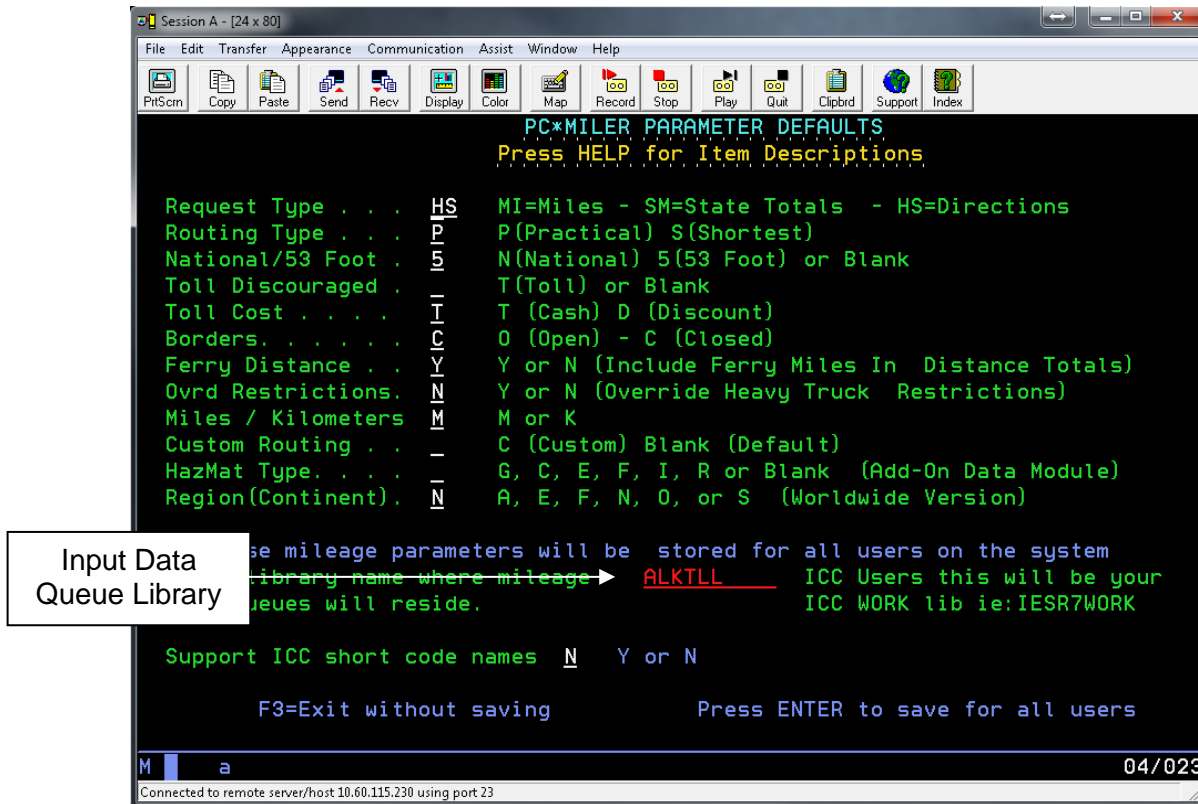 Session A - [24 x 80]
File Edit Transfer Appearance Communication Assist Window Help
PrtScrn Copy Paste Send Recv Display Color Map Record Stop Play Quit Clipbrd Support Index
PC*MILER PARAMETER DEFAULTS
Press HELP for Item Descriptions
Request Type . . . HS MI=Miles - SM=State Totals - HS=Directions
Routing Type . . . P P(Practical) S(Shortest)
National/53 Foot . 5 N(National) 5(53 Foot) or Blank
Toll Discouraged . _ T(Toll) or Blank
Toll Cost . . . . T T (Cash) D (Discount)
Borders. . . . . . C O (Open) - C (Closed)
Ferry Distance . . Y Y or N (Include Ferry Miles In Distance Totals)
Ovrd Restrictions. N Y or N (Override Heavy Truck Restrictions)
Miles / Kilometers M M or K
Custom Routing . . _ C (Custom) Blank (Default)
HazMat Type. . . . _ G, C, E, F, I, R or Blank (Add-On Data Module)
Region(Continent). N A, E, F, N, O, or S (Worldwide Version)
Input Data
Queue Library
se mileage parameters will be stored for all users on the system
library name where mileage ALKTLL ICC Users this will be your
ueues will reside. ICC WORK lib ie:IESR7WORK
Support ICC short code names N Y or N
F3=Exit without saving Press ENTER to save for all users
M a 04/023
Connected to remote server/host 10.60.115.230 using port 23